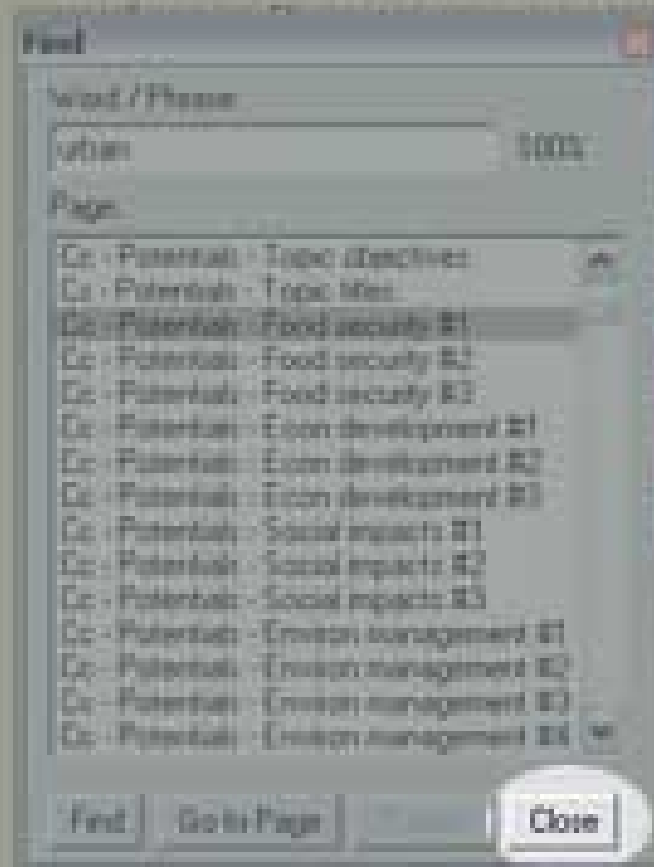 Find
Word / Phrase
urban 100%
Page:
Cc - Potentials - Topic objectives
Cc - Potentials - Topic titles
Cc - Potentials - Food security #1
Cc - Potentials - Food security #2
Cc - Potentials - Food security #3
Cc - Potentials - Econ development #1
Cc - Potentials - Econ development #2
Cc - Potentials - Econ development #3
Cc - Potentials - Social impacts #1
Cc - Potentials - Social impacts #2
Cc - Potentials - Social impacts #3
Cc - Potentials - Environ management #1
Cc - Potentials - Environ management #2
Cc - Potentials - Environ management #3
Cc - Potentials - Environ management #4
Find Go to Page Close